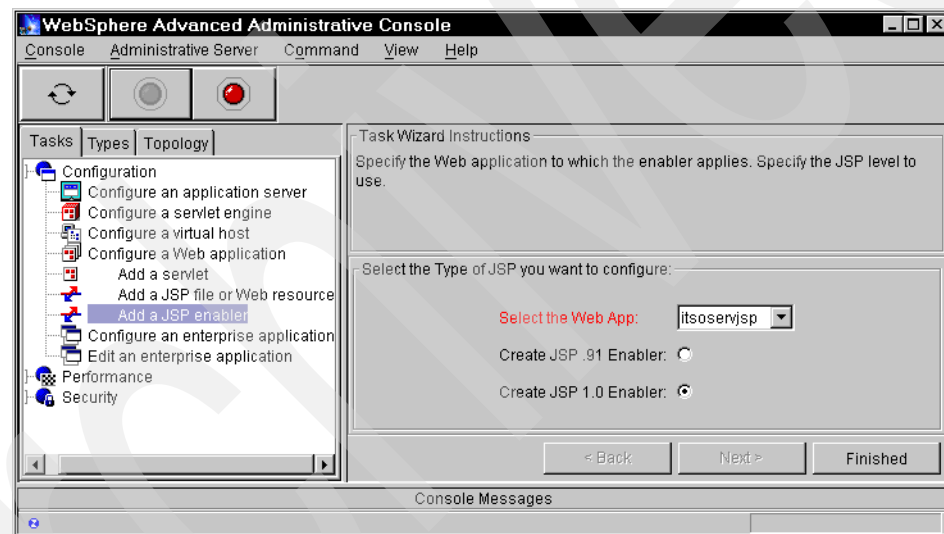 WebSphere Advanced Administrative Console
Console Administrative Server Command View Help
Tasks Types Topology
Configuration
Configure an application server
Configure a servlet engine
Configure a virtual host
Configure a Web application
Add a servlet
Add a JSP file or Web resource
Add a JSP enabler
Configure an enterprise application
Edit an enterprise application
Performance
Security
Task Wizard Instructions
Specify the Web application to which the enabler applies. Specify the JSP level to
use.
Select the Type of JSP you want to configure:
Select the Web App: itsoservjsp
Create JSP .91 Enabler:
Create JSP 1.0 Enabler:
< Back Next > Finished
Console Messages